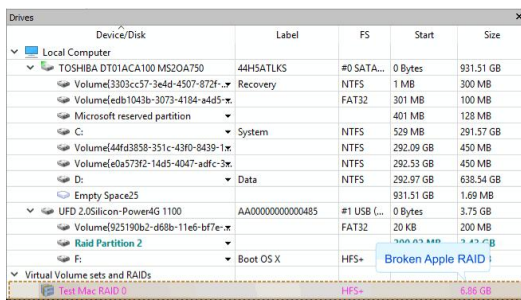 Drives ×
Device/Disk Label FS Start Size
Local Computer
TOSHIBA DT01ACA100 MS2OA750 44H5ATLKS #0 SATA... 0 Bytes 931.51 GB
Volume{3303cc57-3e4d-4507-872f-... Recovery NTFS 1 MB 300 MB
Volume{edb1043b-3073-4184-a4d5-... FAT32 301 MB 100 MB
Microsoft reserved partition 401 MB 128 MB
C: System NTFS 529 MB 291.57 GB
Volume{44fd3858-351c-43f0-8439-1... NTFS 292.09 GB 450 MB
Volume{e0a573f2-14d5-4047-adfc-3... NTFS 292.53 GB 450 MB
D: Data NTFS 292.97 GB 638.54 GB
Empty Space25 931.51 GB 1.69 MB
UFD 2.0Silicon-Power4G 1100 AA00000000000485 #1 USB (... 0 Bytes 3.75 GB
Volume{925190b2-d68b-11e6-bf7e-... FAT32 20 KB 200 MB
Raid Partition 2 200.02 MB 3.43 GB
F: Boot OS X HFS+
Broken Apple RAID
Virtual Volume sets and RAIDs
Test Mac RAID 0 HFS+ 6.86 GB